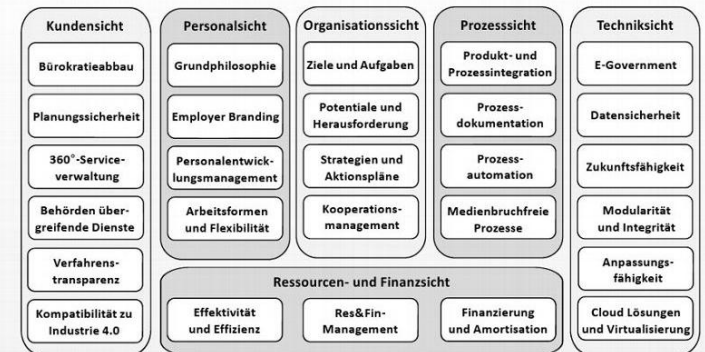 Kundensicht
Bürokratieabbau
Planungssicherheit
360°-Service-
verwaltung
Behörden über-
greifende Dienste
Verfahrens-
transparenz
Kompatibilität zu
Industrie 4.0
Personalsicht
Grundphilosophie
Employer Branding
Personalentwick-
lungsmanagement
Arbeitsformen
und Flexibilität
Organisationssicht
Ziele und Aufgaben
Potentiale und
Herausforderung
Strategien und
Aktionspläne
Kooperations-
management
Prozesssicht
Produkt- und
Prozessintegration
Prozess-
dokumentation
Prozess-
automation
Medienbruchfreie
Prozesse
Techniksicht
E-Government
Datensicherheit
Zukunftsfähigkeit
Modularität
und Integrität
Anpassungs-
fähigkeit
Cloud Lösungen
und Virtualisierung
Ressourcen- und Finanzsicht
Effektivität
und Effizienz
Res&Fin-
Management
Finanzierung
und Amortisation